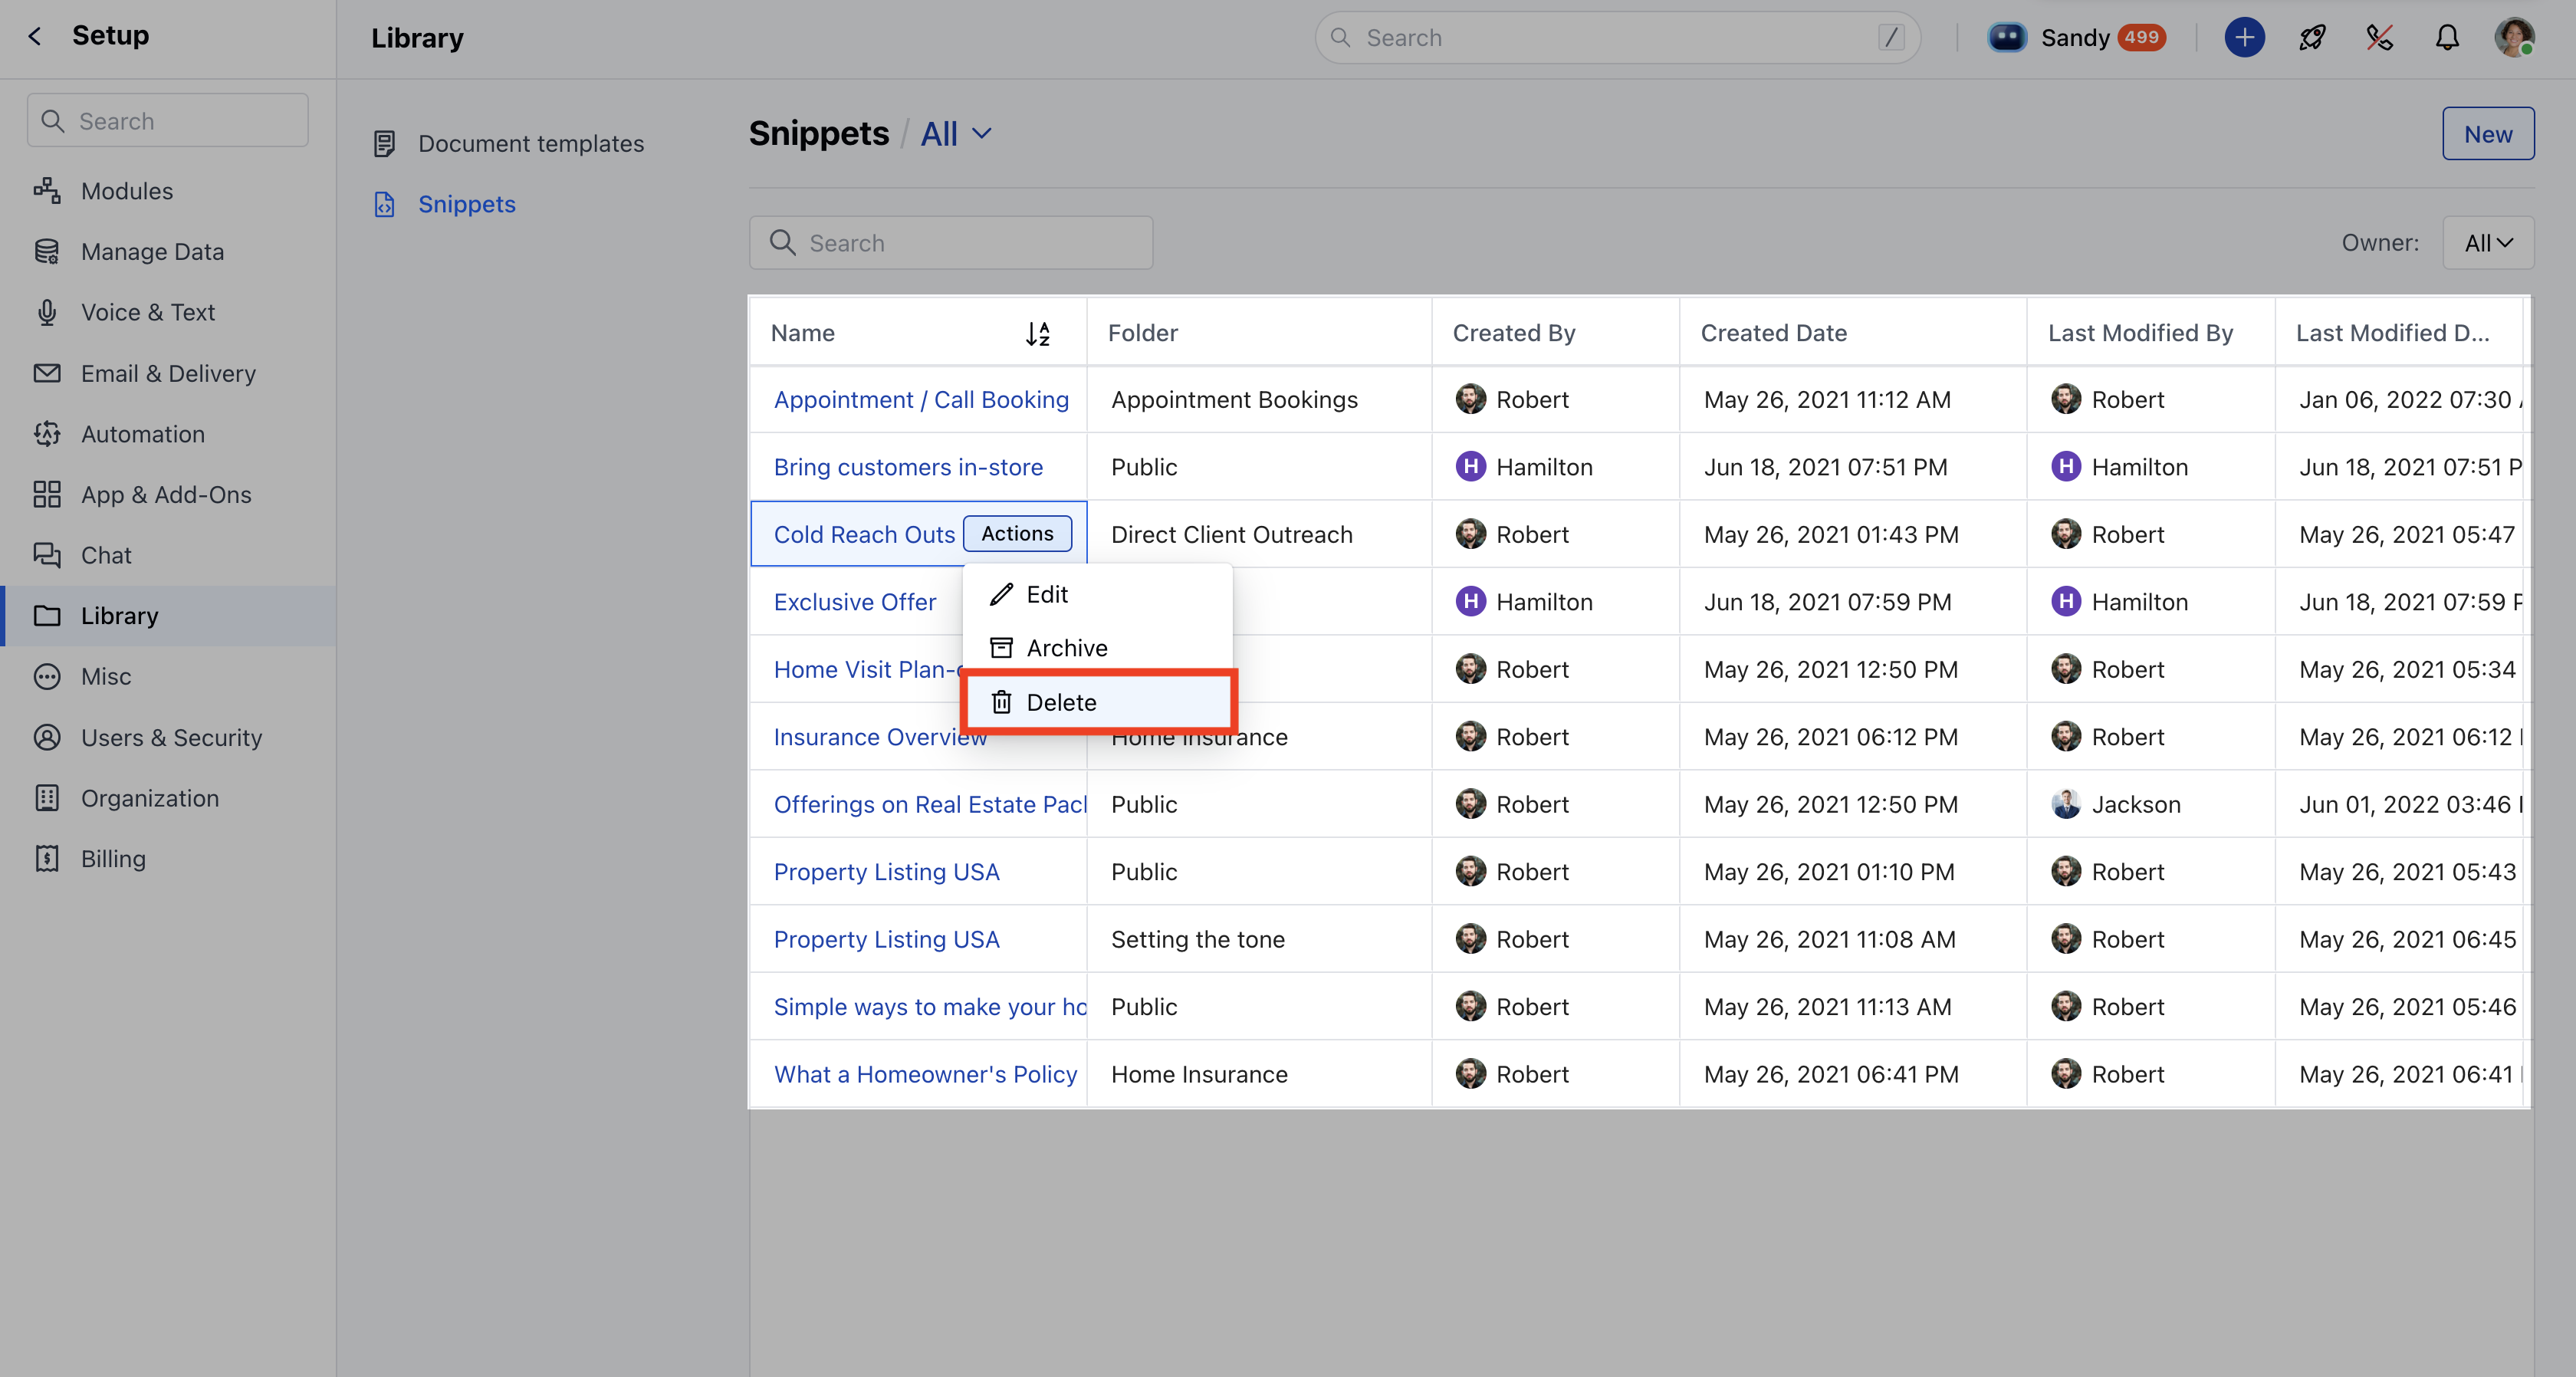 Setup
Library
Search
/
Sandy 499
Search
Modules
Manage Data
Voice & Text
Email & Delivery
Automation
App & Add-Ons
Chat
Library
Misc
Users & Security
Organization
Billing
Document templates
Snippets
Snippets / All
New
Search
Owner: All
Name Folder Created By Created Date Last Modified By Last Modified D...
Appointment / Call Booking Appointment Bookings Robert May 26, 2021 11:12 AM Robert Jan 06, 2022 07:30
Bring customers in-store Public H Hamilton Jun 18, 2021 07:51 PM H Hamilton Jun 18, 2021 07:51 P
Cold Reach Outs Actions Direct Client Outreach Robert May 26, 2021 01:43 PM Robert May 26, 2021 05:47
Exclusive Offer H Hamilton Jun 18, 2021 07:59 PM H Hamilton Jun 18, 2021 07:59 P
Home Visit Plan- Robert May 26, 2021 12:50 PM Robert May 26, 2021 05:34
Insurance Overview Home Insurance Robert May 26, 2021 06:12 PM Robert May 26, 2021 06:12
Offerings on Real Estate Pack Public Robert May 26, 2021 12:50 PM Jackson Jun 01, 2022 03:46
Property Listing USA Public Robert May 26, 2021 01:10 PM Robert May 26, 2021 05:43
Property Listing USA Setting the tone Robert May 26, 2021 11:08 AM Robert May 26, 2021 06:45
Simple ways to make your ho Public Robert May 26, 2021 11:13 AM Robert May 26, 2021 05:46
What a Homeowner's Policy Home Insurance Robert May 26, 2021 06:41 PM Robert May 26, 2021 06:41
Edit
Archive
Delete